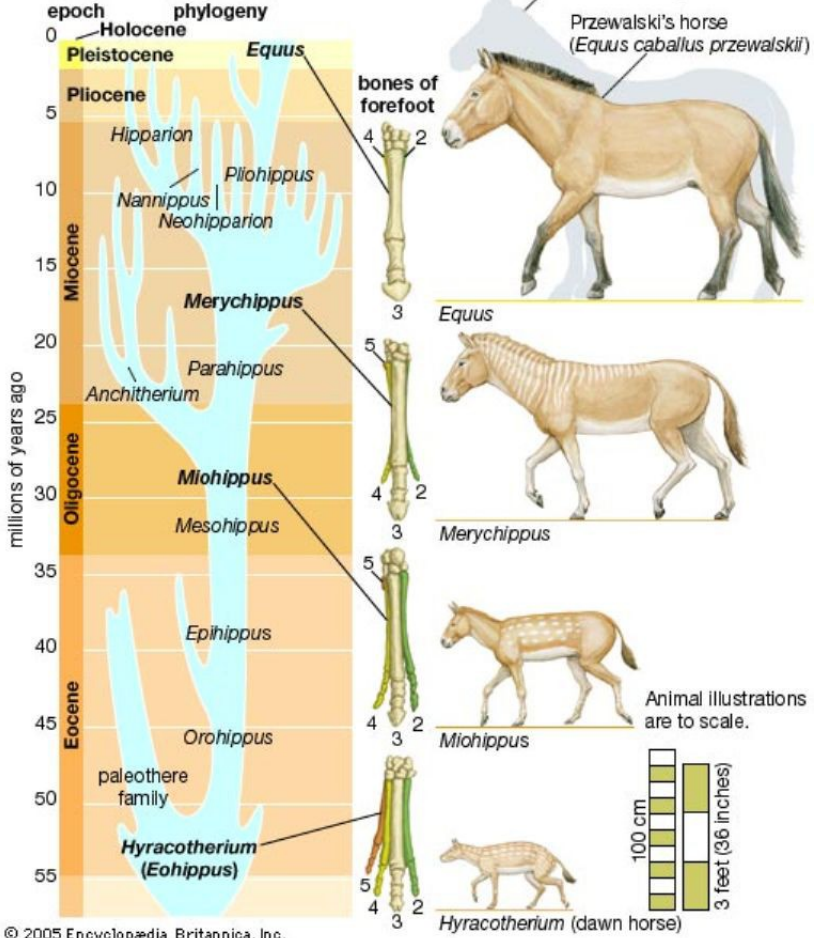 epoch phylogeny
Holocene
0
Pleistocene
Equus
Pliocene
5
Hipparion
Pliohippus
10
Nannippus
Neohipparion
Miocene
15
Merychippus
20
Parahippus
Anchitherium
25
Oligocene
Miohippus
30
Mesohippus
35
Epihippus
40
Eocene
45
Orohippus
paleothere
family
50
Hyracotherium
(Eohippus)
55
millions of years ago
bones of
forefoot
4 2
3
5
4 2
3
5
4 2
3
5
4 2
3
Przewalski's horse
(Equus caballus przewalskii)
Equus
Merychippus
Miohippus
Animal illustrations
are to scale.
100 cm
3 feet (36 inches)
Hyracotherium (dawn horse)
© 2005 Encyclopædia Britannica, Inc.